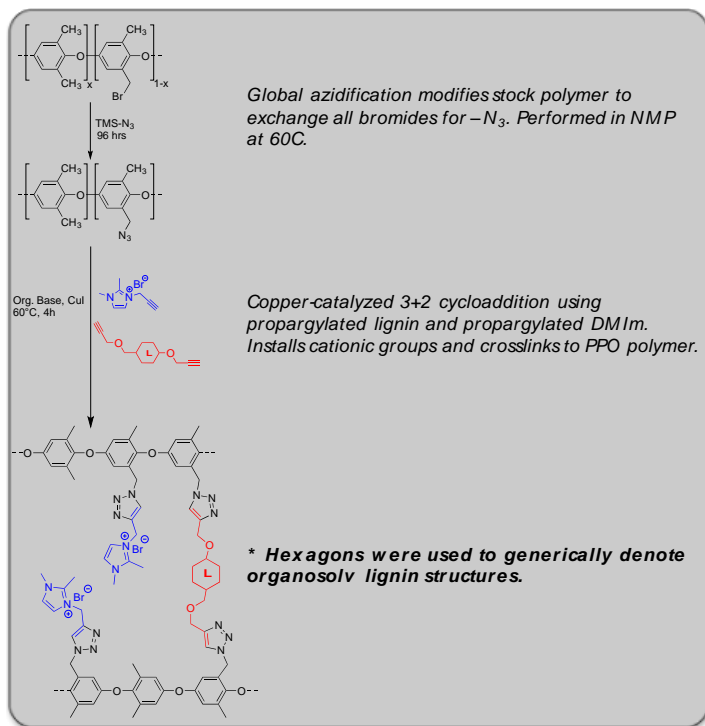 CH3 CH3
O O
CH3 x 1-x
Br
Global azidification modifies stock polymer to
exchange all bromides for –N3. Performed in NMP
at 60C.
TMS-N3
96 hrs
CH3 CH3
O O
CH3
N3
Org. Base, CuI
60°C, 4h
N N Br
O L O
Copper-catalyzed 3+2 cycloaddition using
propargylated lignin and propargylated DMIm.
Installs cationic groups and crosslinks to PPO polymer.
O O O
N N N N N N
N Br N
O
L
* Hexagons were used to generically denote
organosolv lignin structures.
N N Br
O
N N N N N N
O O O